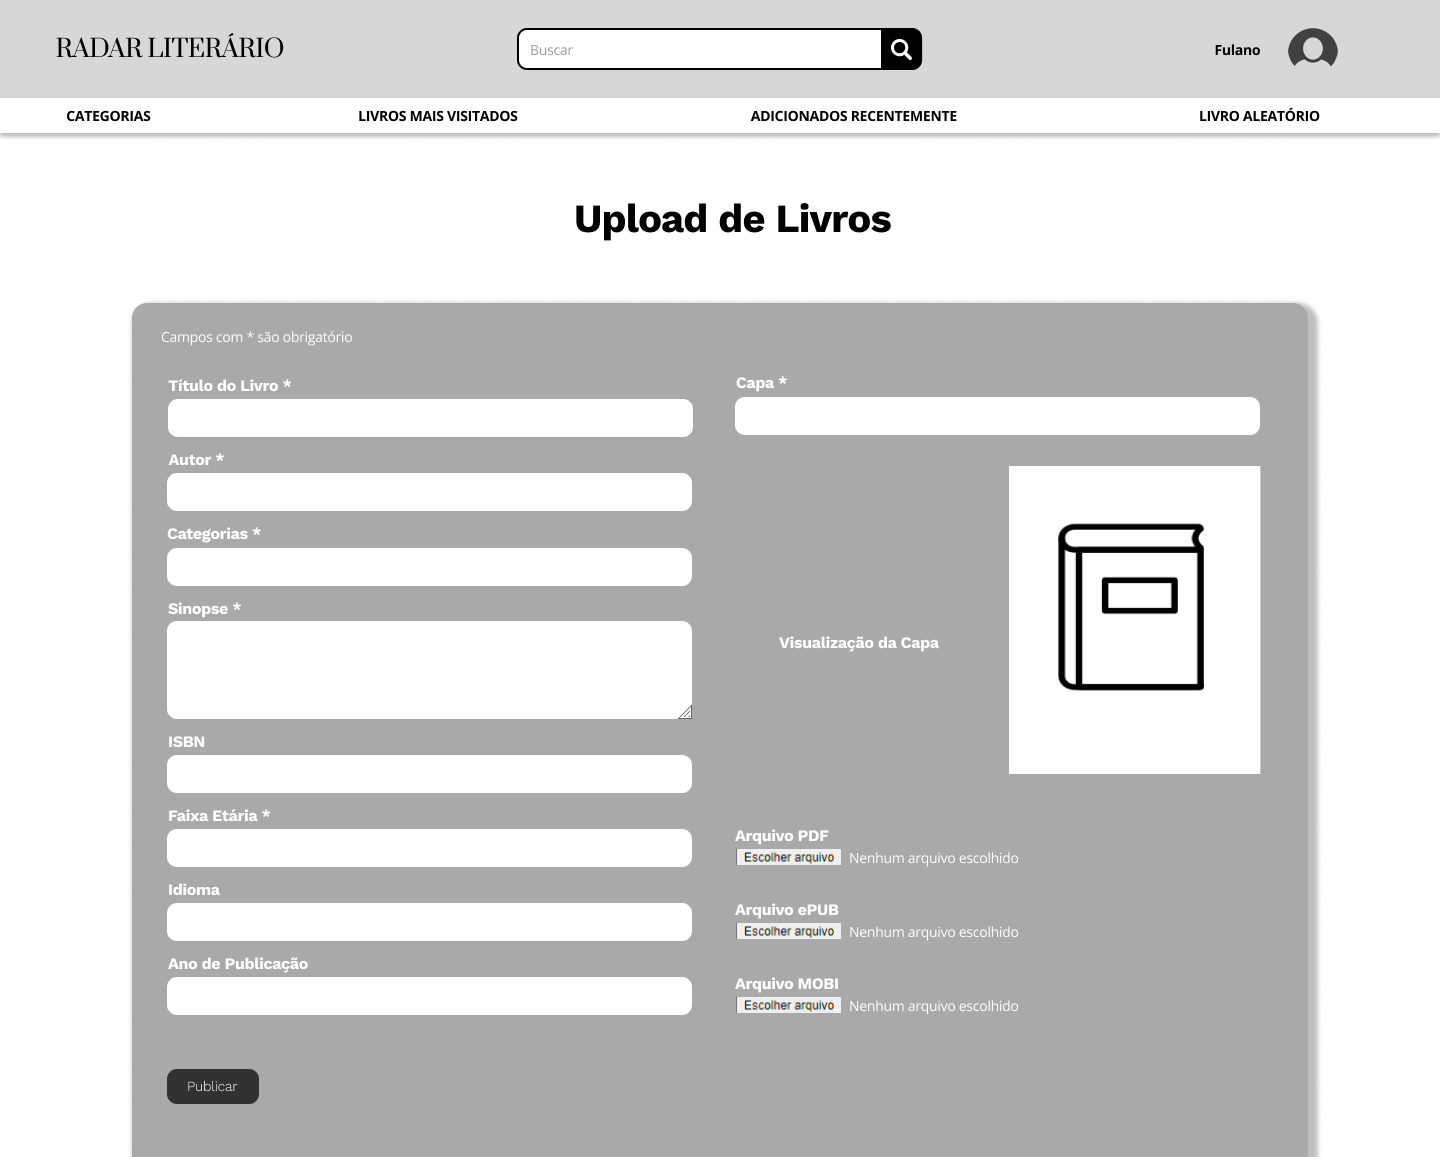 RADAR LITERÁRIO
Buscar
Fulano
CATEGORIAS
LIVROS MAIS VISITADOS
ADICIONADOS RECENTEMENTE
LIVRO ALEATÓRIO
Upload de Livros
Campos com * são obrigatório
Título do Livro *
Autor *
Categorias *
Sinopse *
ISBN
Faixa Etária *
Idioma
Ano de Publicação
Publicar
Capa *
Visualização da Capa
Arquivo PDF
Escolher arquivo Nenhum arquivo escolhido
Arquivo ePUB
Escolher arquivo Nenhum arquivo escolhido
Arquivo MOBI
Escolher arquivo Nenhum arquivo escolhido